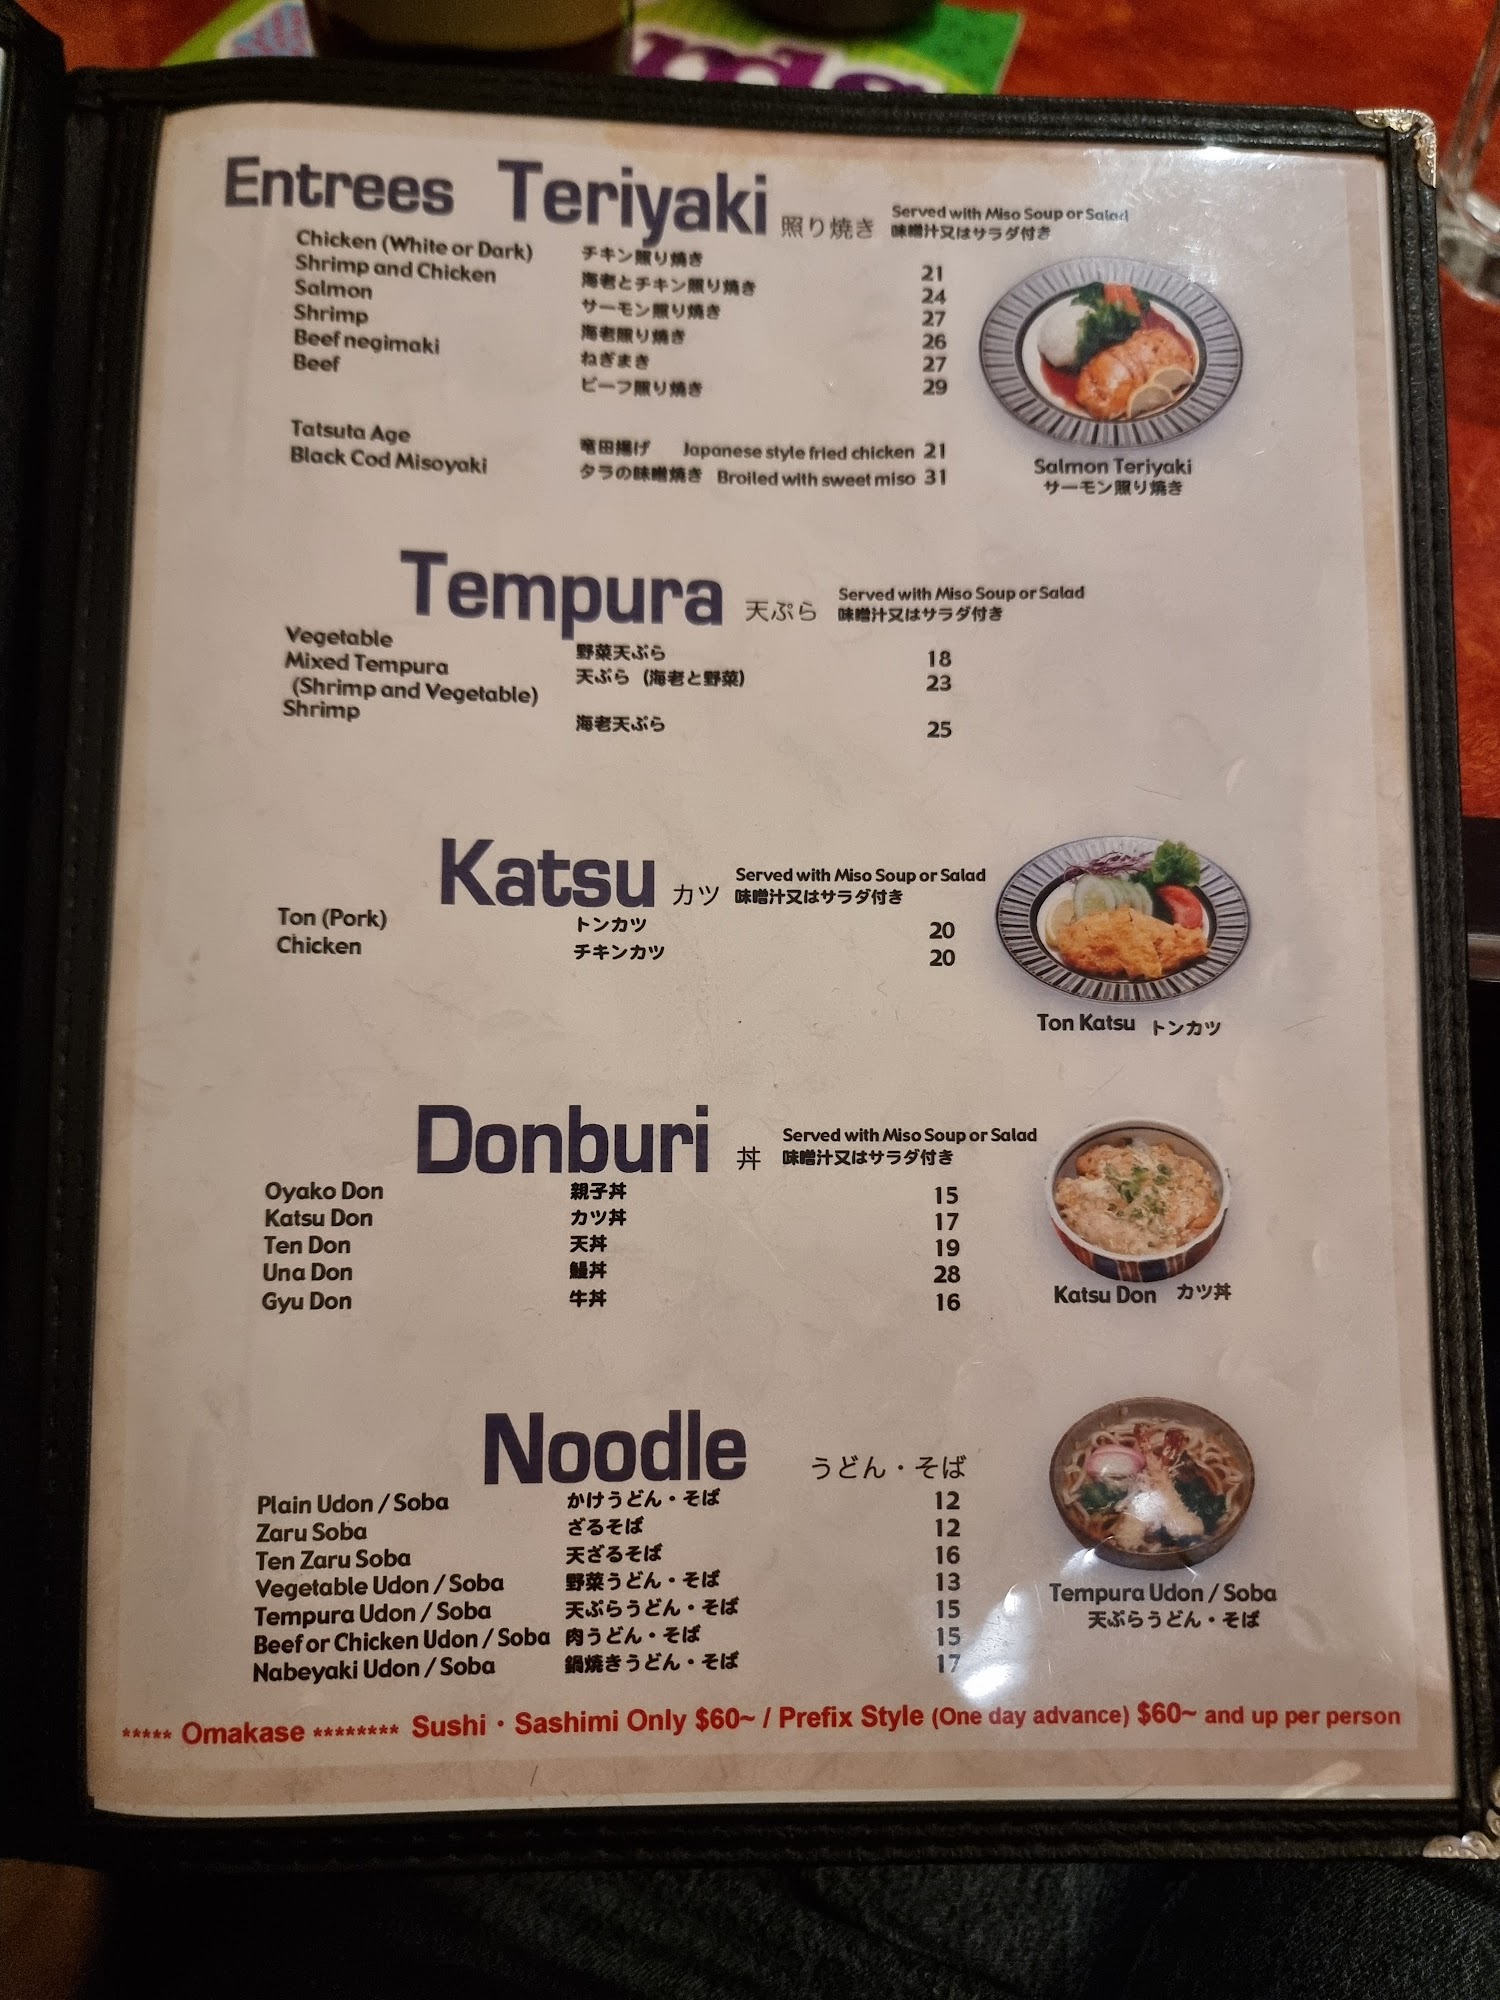 Entrees Teriyaki 照り焼き Served with Miso Soup or Salad
味噌汁又はサラダ付き
Chicken (White or Dark) チキン照り焼き 21
Shrimp and Chicken 海老とチキン照り焼き 24
Salmon サーモン照り焼き 27
Shrimp 海老照り焼き 26
Beef negimaki ねぎまき 27
Beef ビーフ照り焼き 29
Tatsuta Age 竜田揚げ Japanese style fried chicken 21
Black Cod Misoyaki タラの味噌焼き Broiled with sweet miso 31
Salmon Teriyaki
サーモン照り焼き
Tempura 天ぷら Served with Miso Soup or Salad
味噌汁又はサラダ付き
Vegetable 野菜天ぷら 18
Mixed Tempura 天ぷら (海老と野菜) 23
(Shrimp and Vegetable)
Shrimp 海老天ぷら 25
Katsu カツ Served with Miso Soup or Salad
味噌汁又はサラダ付き
Ton (Pork) トンカツ 20
Chicken チキンカツ 20
Ton Katsu トンカツ
Donburi 丼 Served with Miso Soup or Salad
味噌汁又はサラダ付き
Oyako Don 親子丼 15
Katsu Don カツ丼 17
Ten Don 天丼 19
Una Don 鰻丼 28
Gyu Don 牛丼 16
Katsu Don カツ丼
Noodle うどん・そば
Plain Udon / Soba かけうどん・そば 12
Zaru Soba ざるそば 12
Ten Zaru Soba 天ざるそば 16
Vegetable Udon / Soba 野菜うどん・そば 13
Tempura Udon / Soba 天ぷらうどん・そば 15
Beef or Chicken Udon / Soba 肉うどん・そば 15
Nabeyaki Udon / Soba 鍋焼きうどん・そば 17
Tempura Udon / Soba
天ぷらうどん・そば
***** Omakase ******** Sushi・Sashimi Only $60~ / Prefix Style (One day advance) $60~ and up per person